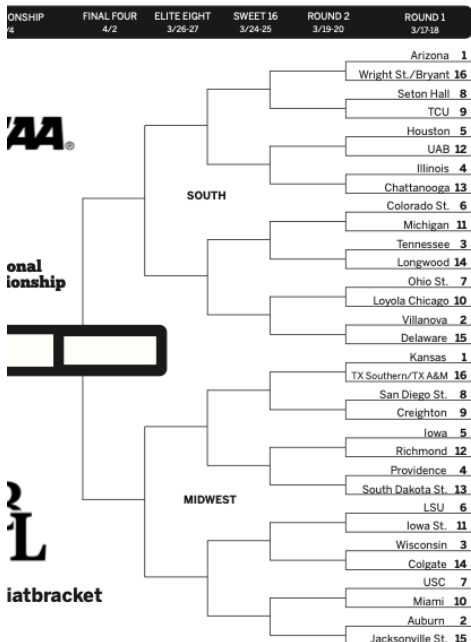 ONSHIP FINAL FOUR ELITE EIGHT SWEET 16 ROUND 2 ROUND 1
/4 4/2 3/26-27 3/24-25 3/19-20 3/17-18
Arizona 1
Wright St./Bryant 16
Seton Hall 8
TCU 9
AA®
Houston 5
UAB 12
Illinois 4
Chattanooga 13
SOUTH
Colorado St. 6
Michigan 11
Tennessee 3
Longwood 14
onal
ionship
Ohio St. 7
Loyola Chicago 10
Villanova 2
Delaware 15
Kansas 1
TX Southern/TX A&M 16
San Diego St. 8
Creighton 9
Iowa 5
Richmond 12
Providence 4
South Dakota St. 13
MIDWEST
LSU 6
Iowa St. 11
Wisconsin 3
Colgate 14
L
USC 7
Miami 10
iatbracket
Auburn 2
Jacksonville St. 15